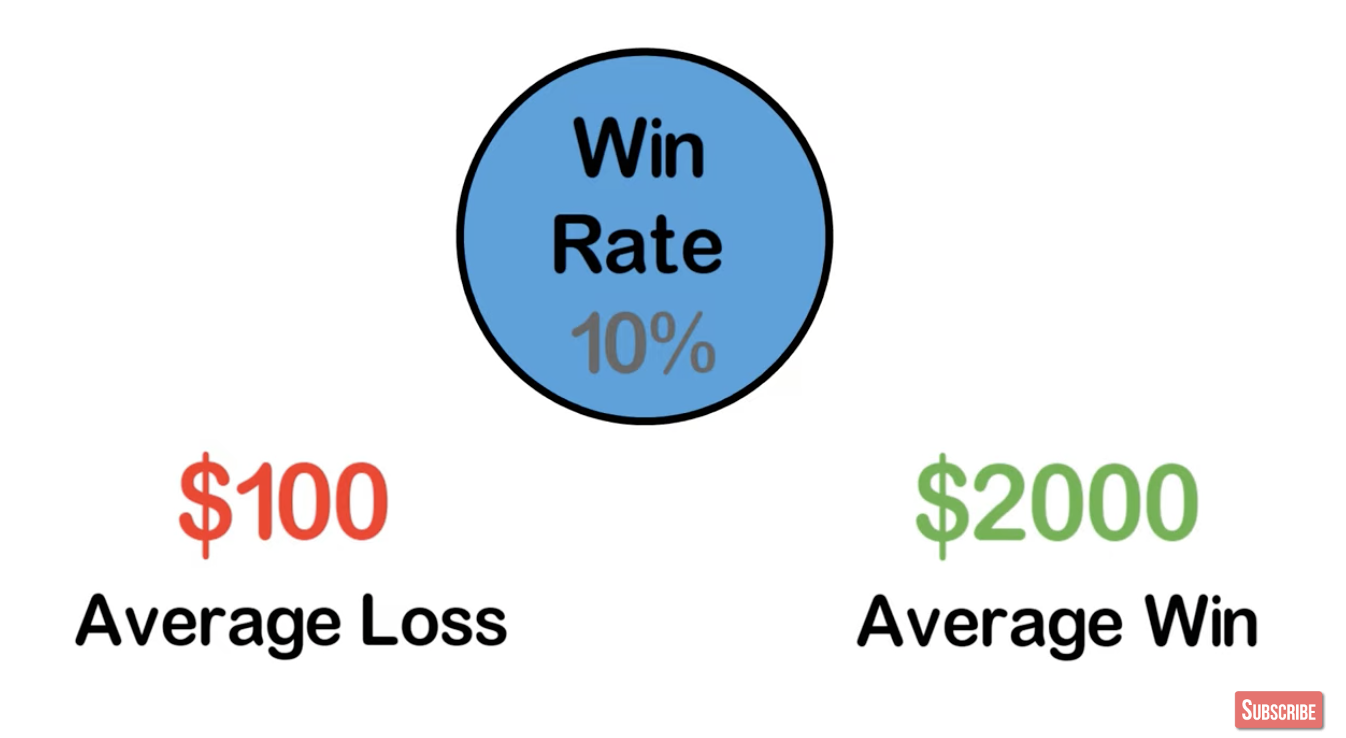 Win
Rate
10%
$100
$2000
Average Loss
Average Win
SUBSCRIBE